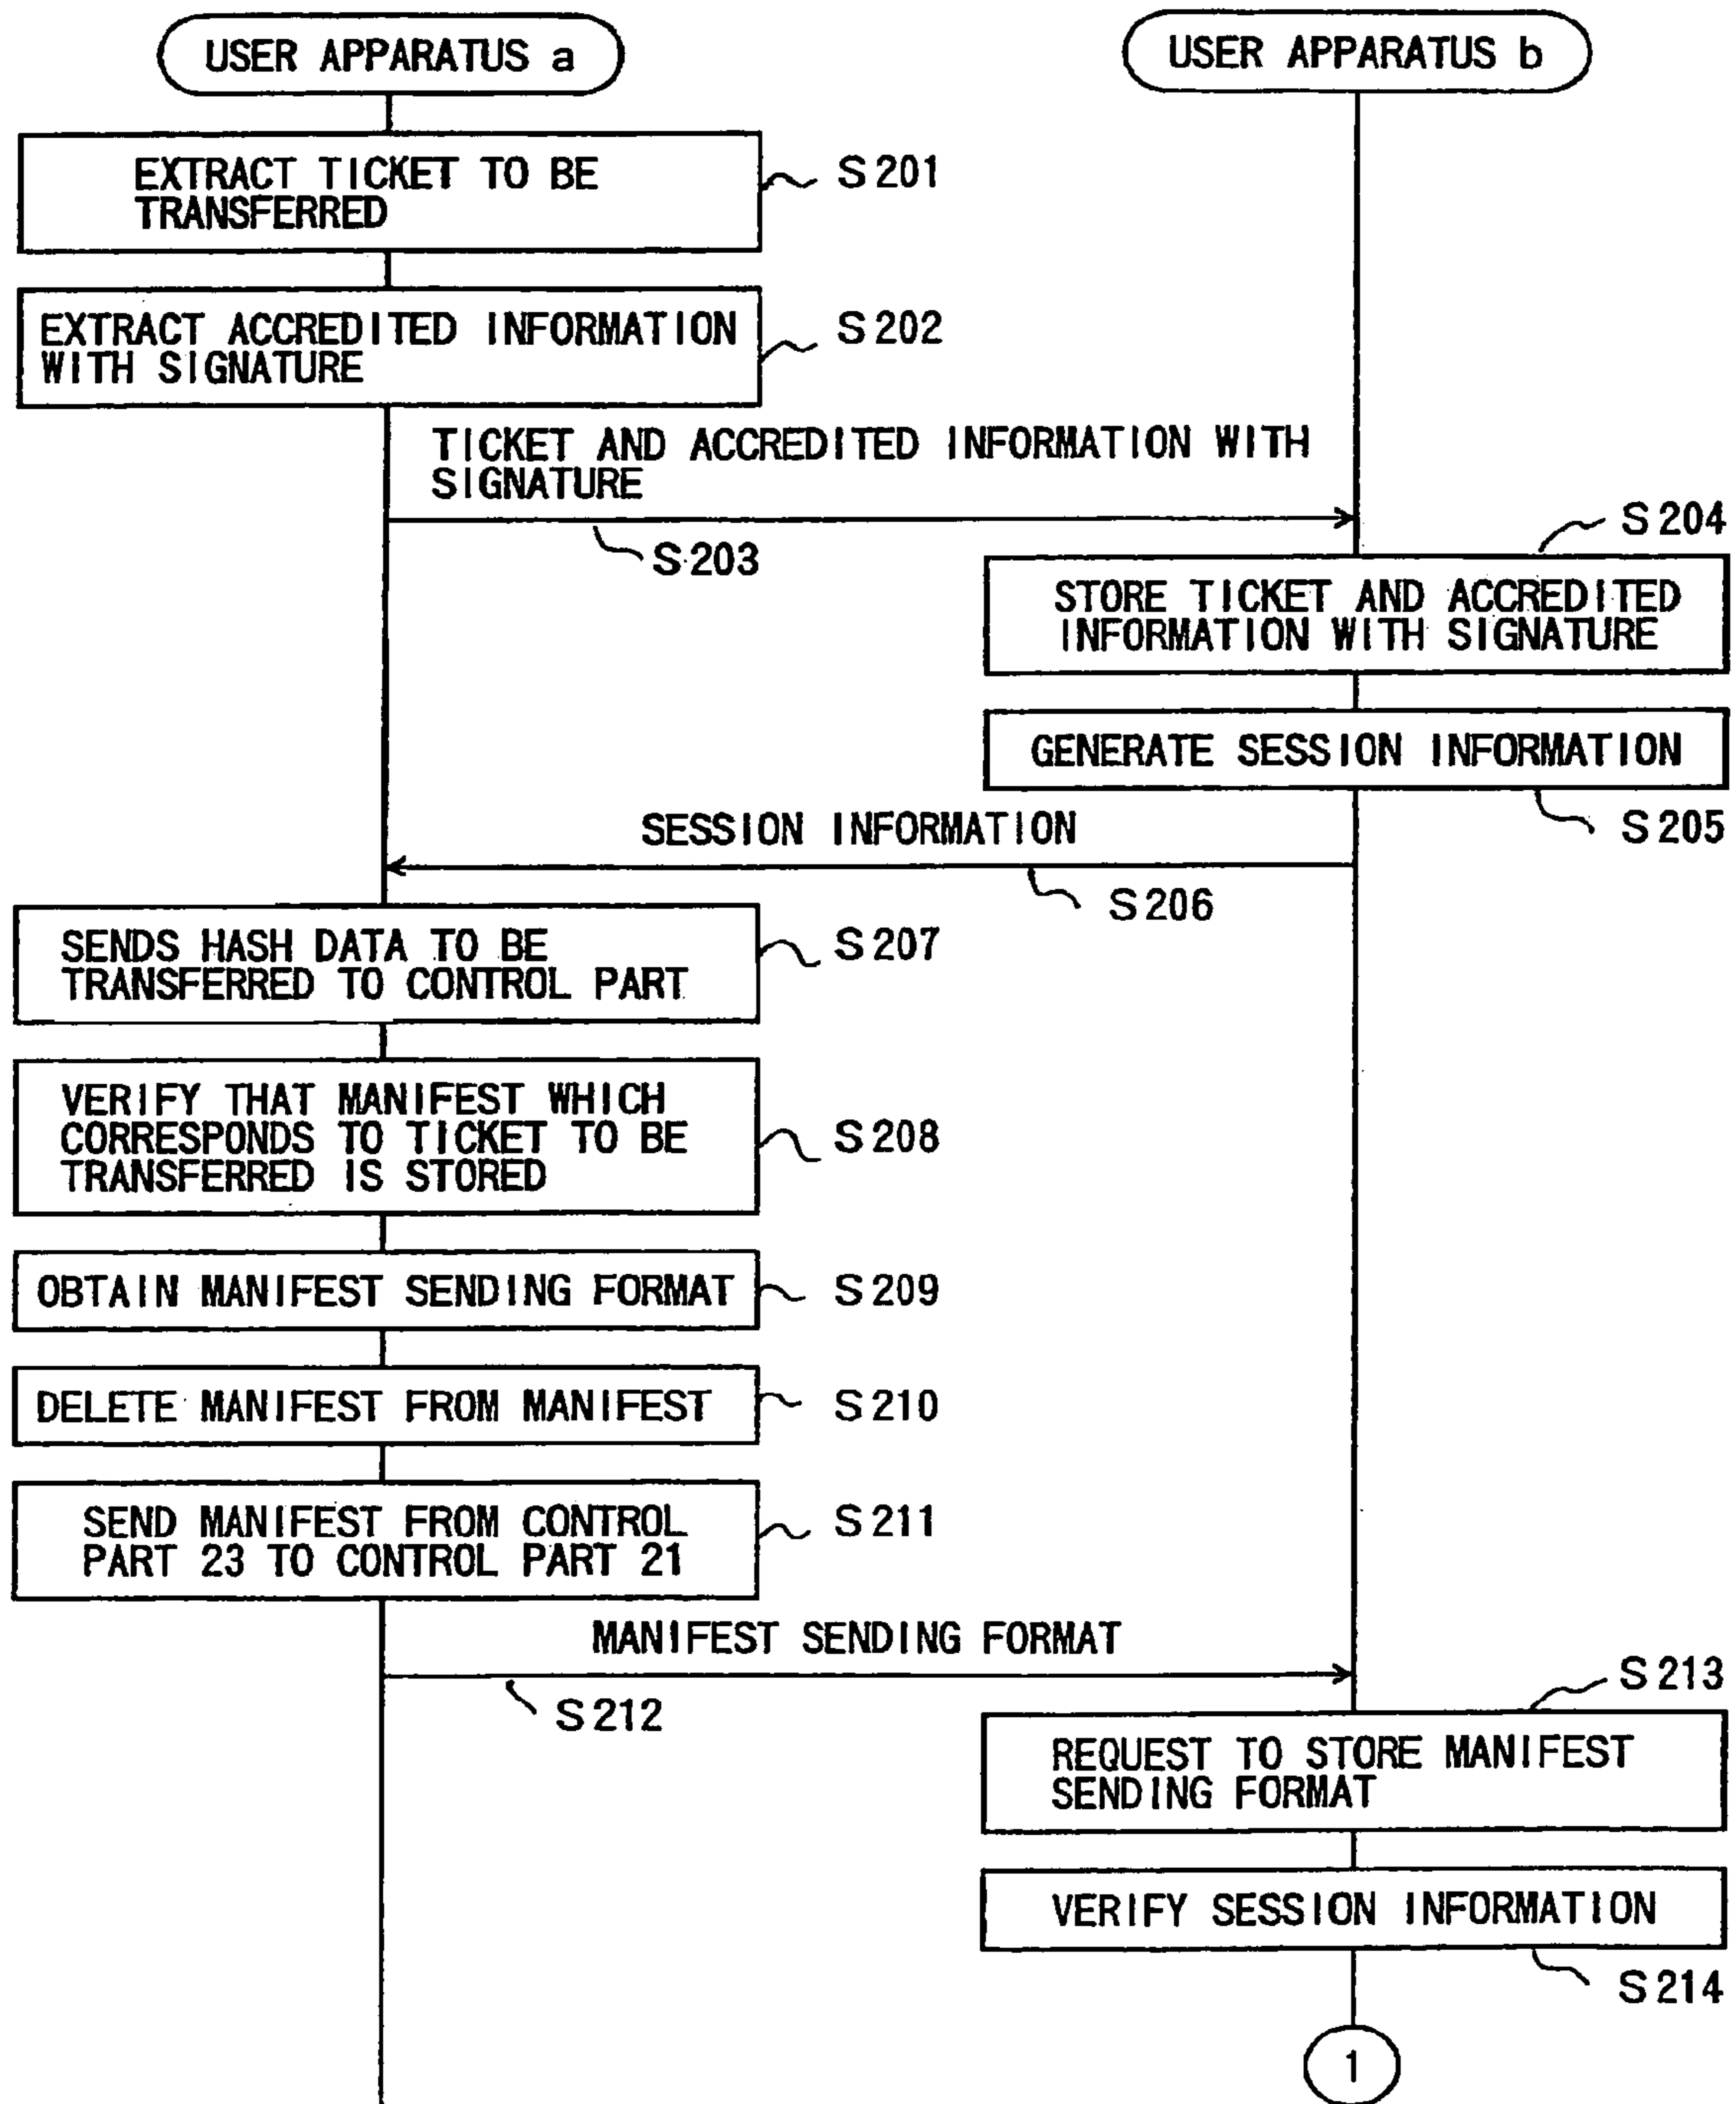 USER APPARATUS a
USER APPARATUS b
EXTRACT TICKET TO BE
TRANSFERRED
S201
EXTRACT ACCREDITED INFORMATION
WITH SIGNATURE
S202
TICKET AND ACCREDITED INFORMATION WITH
SIGNATURE
S203
S204
STORE TICKET AND ACCREDITED
INFORMATION WITH SIGNATURE
GENERATE SESSION INFORMATION
S205
SESSION INFORMATION
S206
SENDS HASH DATA TO BE
TRANSFERRED TO CONTROL PART
S207
VERIFY THAT MANIFEST WHICH
CORRESPONDS TO TICKET TO BE
TRANSFERRED IS STORED
S208
OBTAIN MANIFEST SENDING FORMAT
S209
DELETE MANIFEST FROM MANIFEST
S210
SEND MANIFEST FROM CONTROL
PART 23 TO CONTROL PART 21
S211
MANIFEST SENDING FORMAT
S212
S213
REQUEST TO STORE MANIFEST
SENDING FORMAT
VERIFY SESSION INFORMATION
S214
1